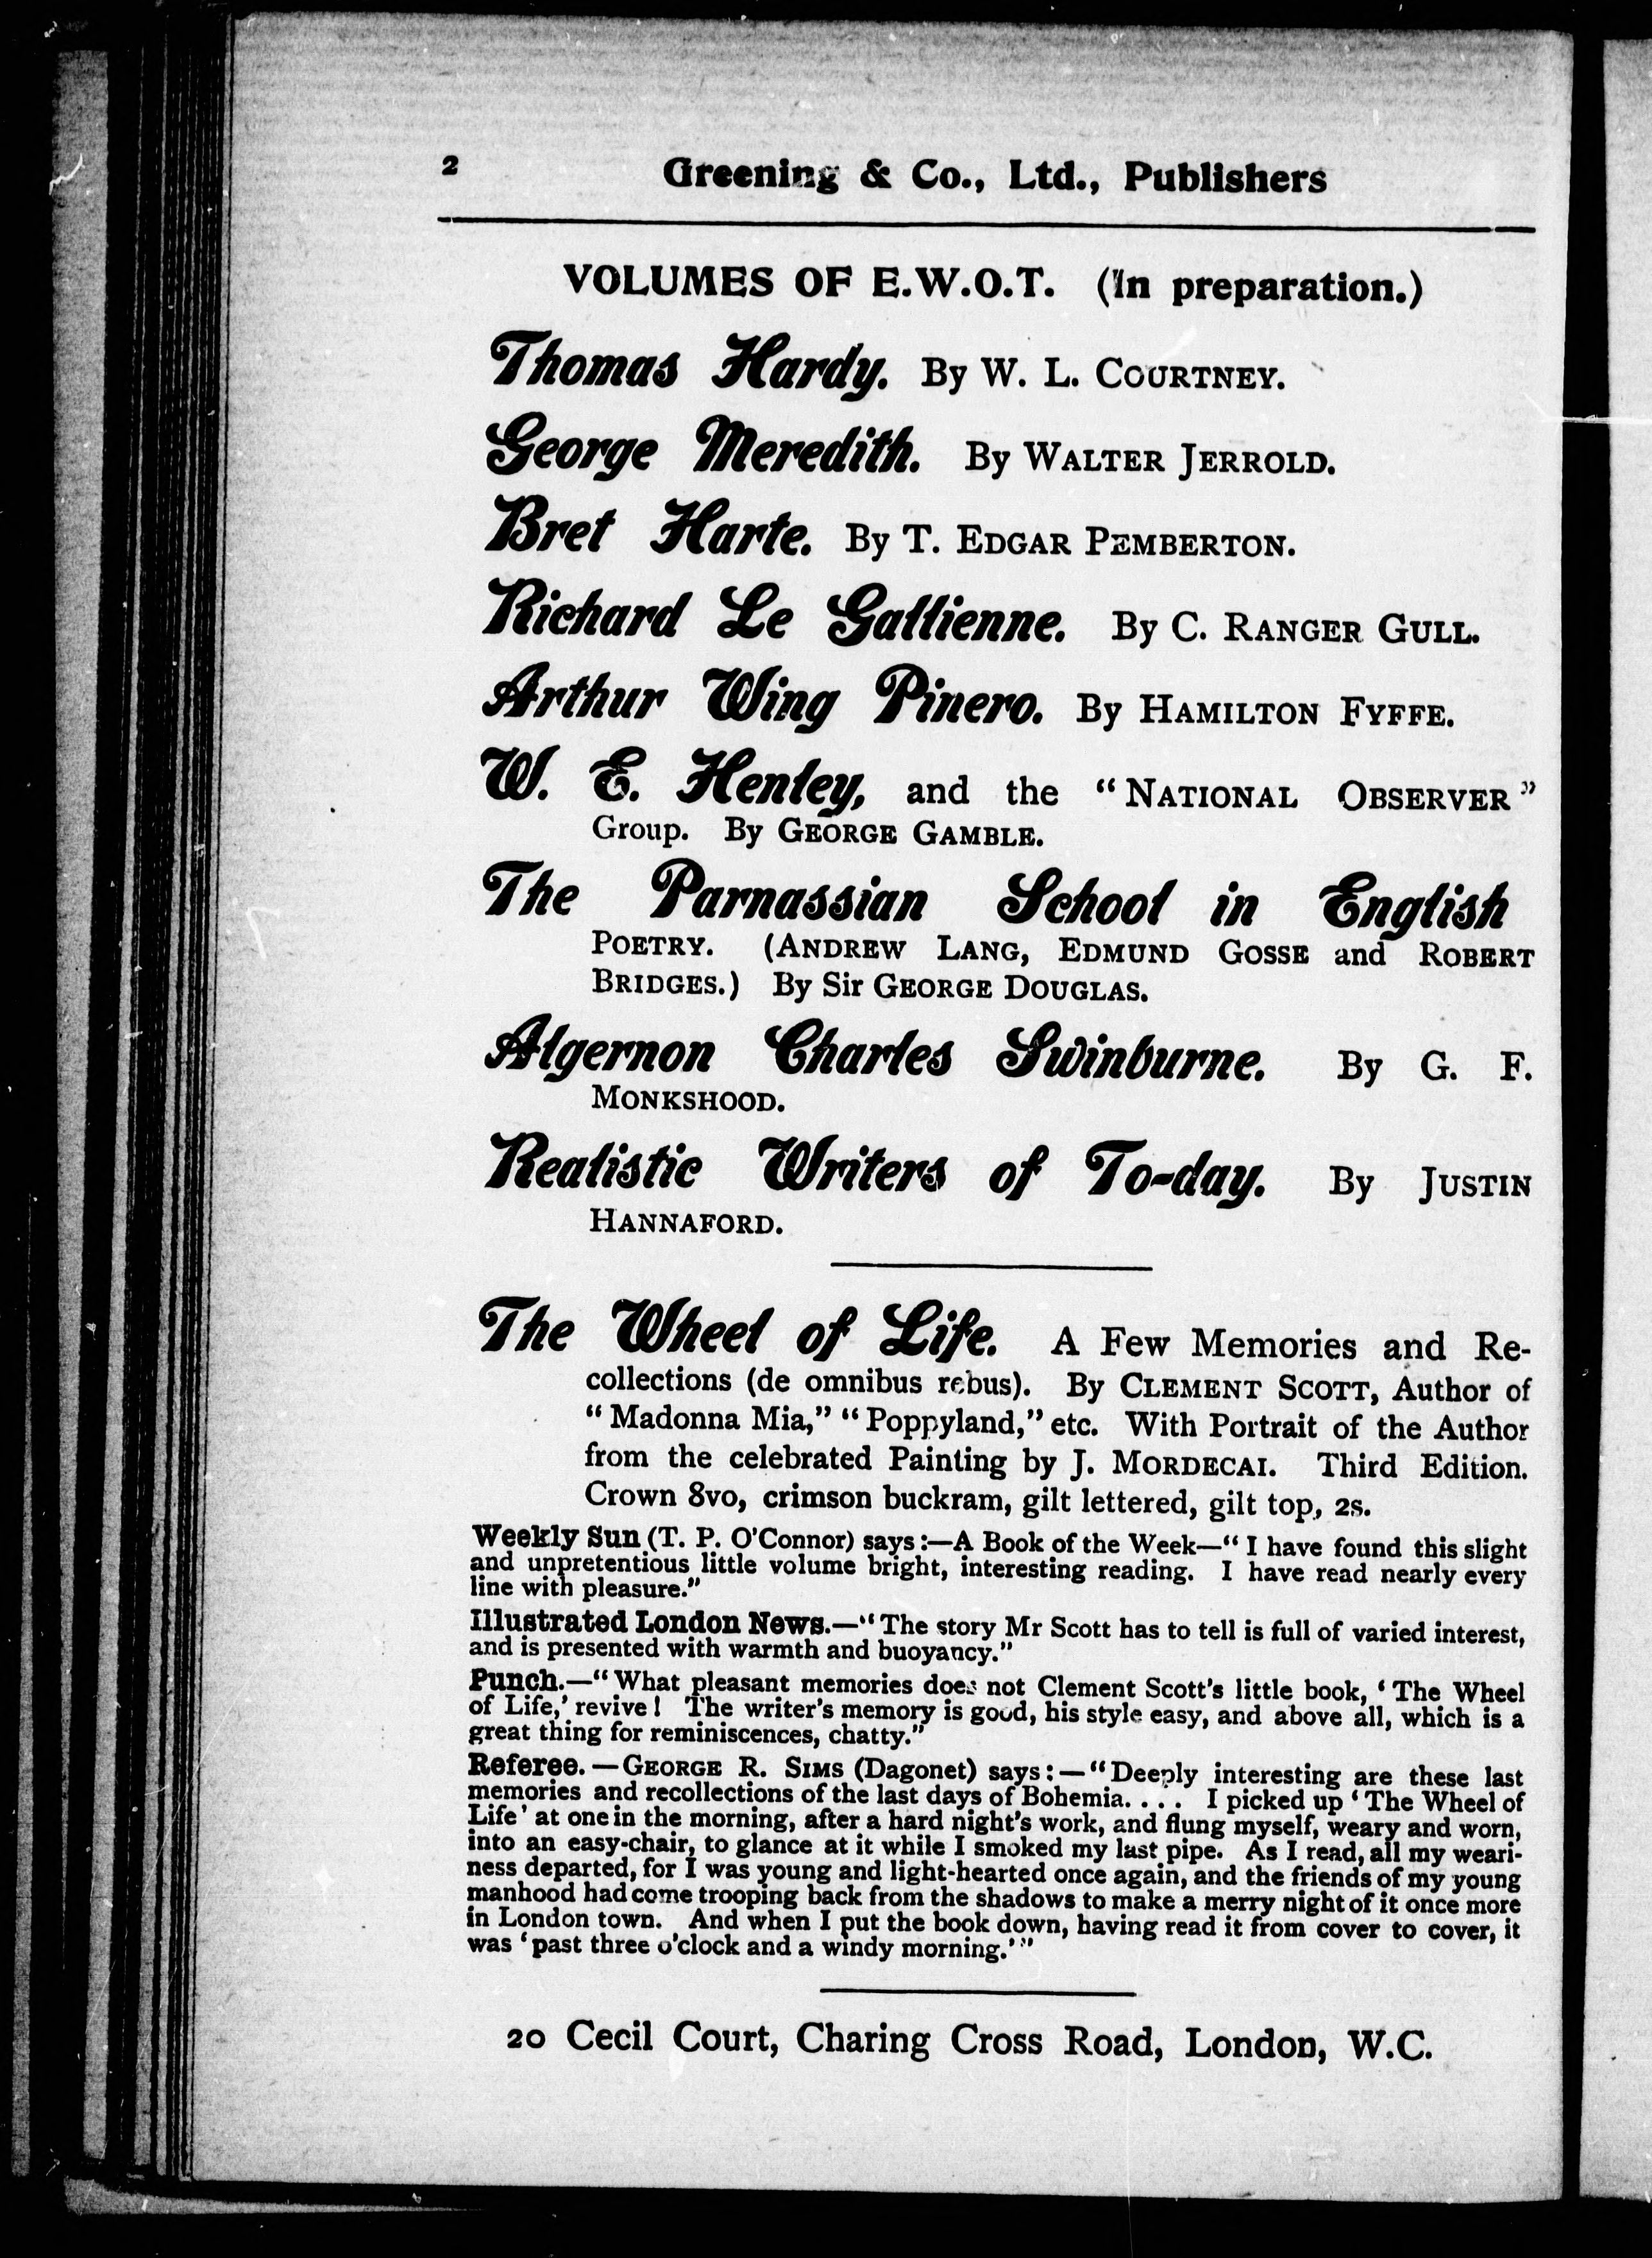 2
Greening & Co., Ltd., Publishers
VOLUMES OF E.W.O.T. (In preparation.)
Thomas Hardy. By W. L. COURTNEY.
George Meredith. By WALTER JERROLD.
Bret Harte. By T. EDGAR PEMBERTON.
Richard Le Gallienne. By C. RANGER GULL.
Arthur Wing Pinero. By HAMILTON FYFFE.
W. E. Henley, and the “NATIONAL OBSERVER”
Group. By GEORGE GAMBLE.
The Parnassian School in English
POETRY. (ANDREW LANG, EDMUND GOSSE and ROBERT
BRIDGES.) By Sir GEORGE DOUGLAS.
Algernon Charles Swinburne. By G. F.
MONKSHOOD.
Realistic Writers of To-day. By JUSTIN
HANNAFORD.
The Wheel of Life. A Few Memories and Re-
collections (de omnibus rebus). By CLEMENT SCOTT, Author of
“Madonna Mia,” “Poppyland,” etc. With Portrait of the Author
from the celebrated Painting by J. MORDECAI. Third Edition.
Crown 8vo, crimson buckram, gilt lettered, gilt top, 2s.
Weekly Sun (T. P. O'Connor) says:—A Book of the Week—“I have found this slight
and unpretentious little volume bright, interesting reading. I have read nearly every
line with pleasure.”
Illustrated London News.—“The story Mr Scott has to tell is full of varied interest,
and is presented with warmth and buoyancy.”
Punch.—“What pleasant memories does not Clement Scott's little book, ‘The Wheel
of Life,’ revive! The writer's memory is good, his style easy, and above all, which is a
great thing for reminiscences, chatty.”
Referee.—GEORGE R. SIMS (Dagonet) says:—“Deeply interesting are these last
memories and recollections of the last days of Bohemia. . . . I picked up ‘The Wheel of
Life’ at one in the morning, after a hard night's work, and flung myself, weary and worn,
into an easy-chair, to glance at it while I smoked my last pipe. As I read, all my weari-
ness departed, for I was young and light-hearted once again, and the friends of my young
manhood had come trooping back from the shadows to make a merry night of it once more
in London town. And when I put the book down, having read it from cover to cover, it
was ‘past three o'clock and a windy morning.’”
20 Cecil Court, Charing Cross Road, London, W.C.